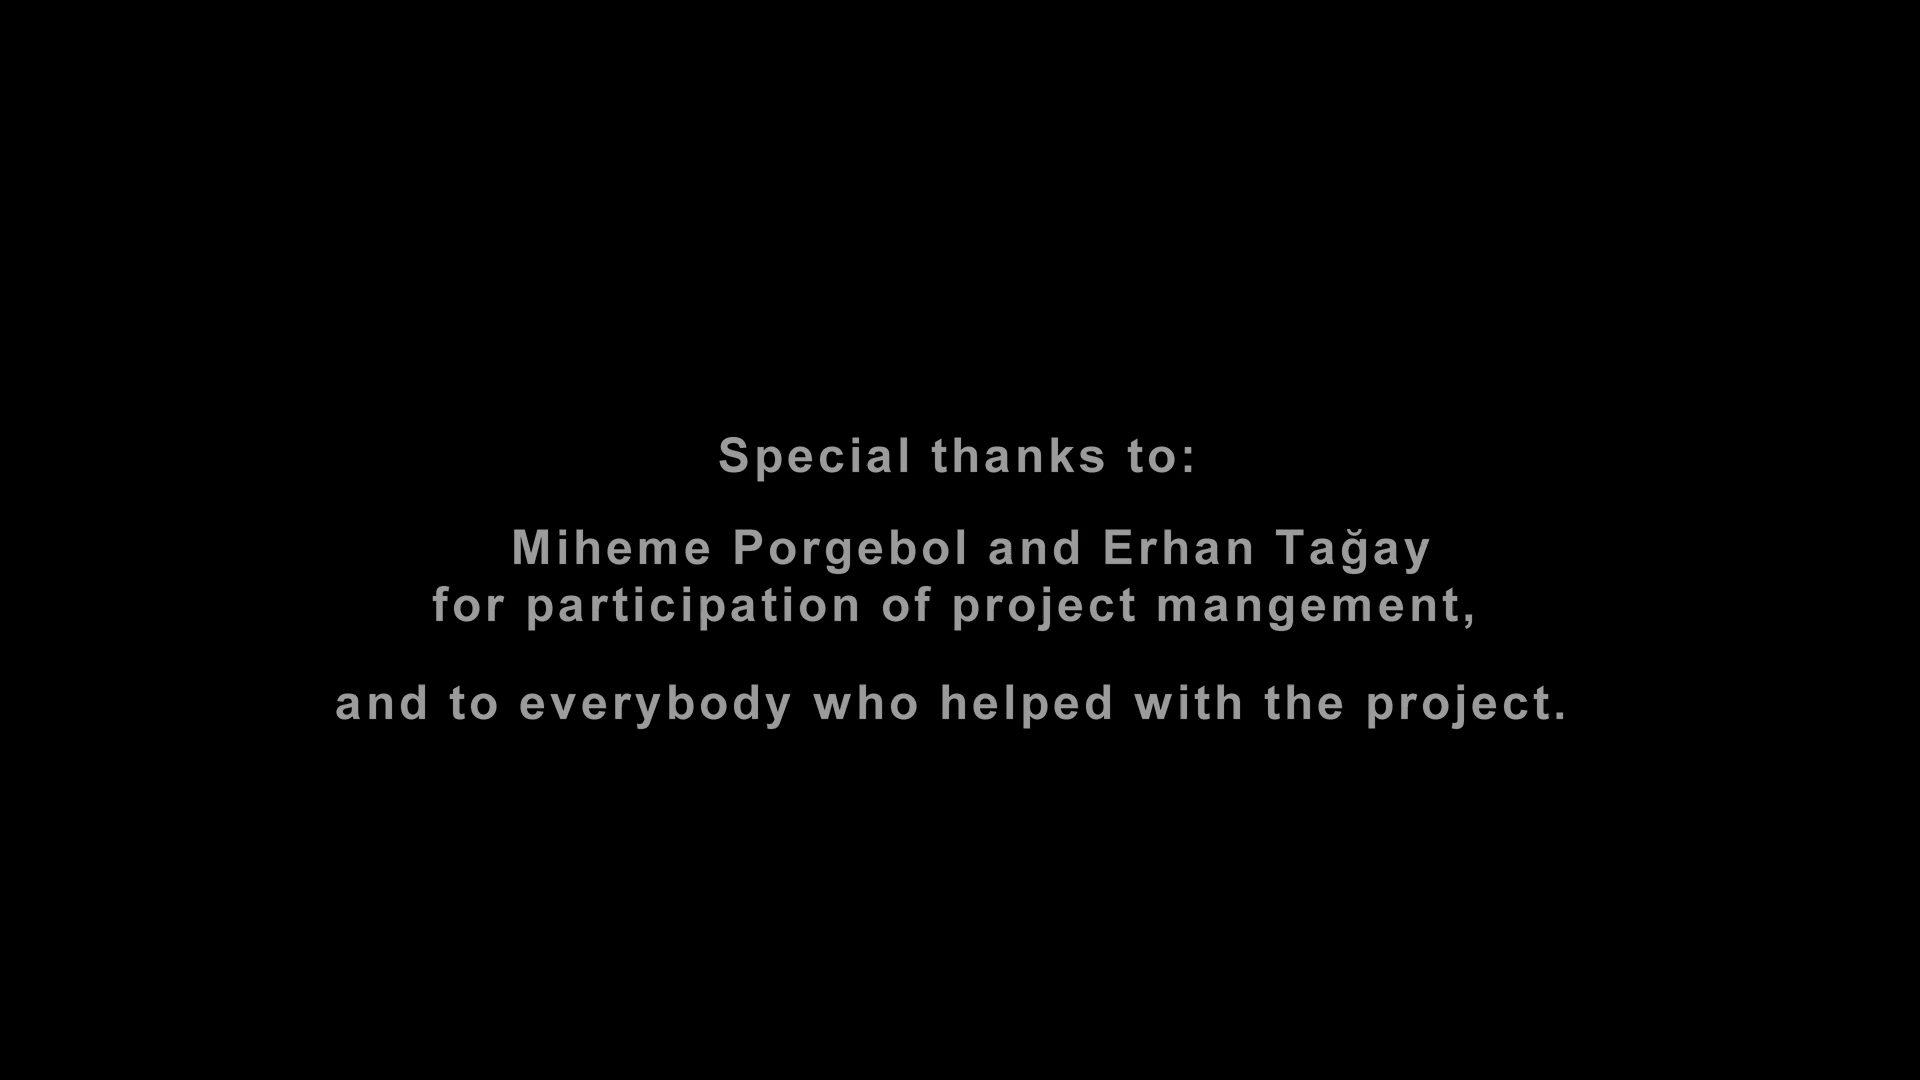 Special thanks to:
Miheme Porgebol and Erhan Tağay
for participation of project mangement,
and to everybody who helped with the project.